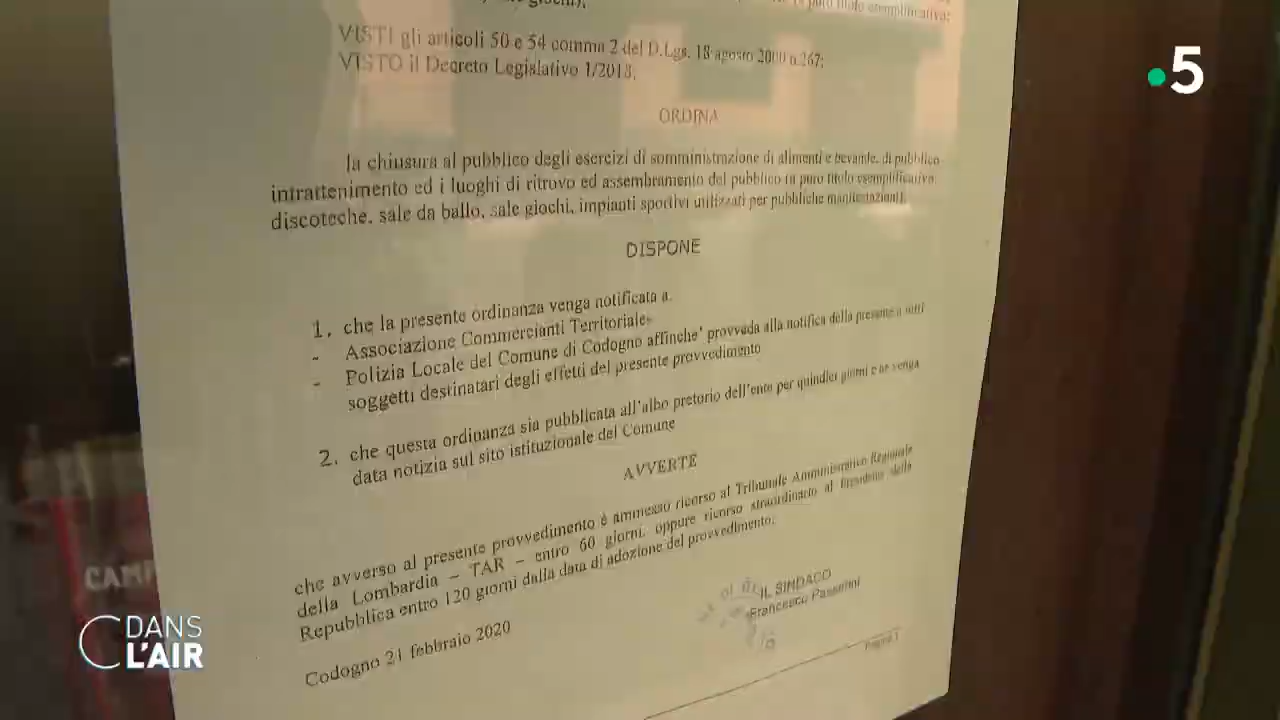 giochi),
a puro titolo esemplificativo:
VISTI gli articoli 50 e 54 comma 2 del D.Lgs. 18 agosto 2000 n.267;
VISTO il Decreto Legislativo 1/2018;
ORDINA
la chiusura al pubblico degli esercizi di somministrazione di alimenti e bevande, di pubblico
intrattenimento ed i luoghi di ritrovo ed assembramento del pubblico (a puro titolo esemplificativo:
discoteche, sale da ballo, sale giochi, impianti sportivi utilizzati per pubbliche manifestazioni).
DISPONE
1. che la presente ordinanza venga notificata a:
- Associazione Commercianti Territoriale-
- Polizia Locale del Comune di Codogno affinche' provveda alla notifica della presente a tutti
soggetti destinatari degli effetti del presente provvedimento
2. che questa ordinanza sia pubblicata all'albo pretorio dell'ente per quindici giorni e ne venga
data notizia sul sito istituzionale del Comune
AVVERTE
che avverso al presente provvedimento è ammesso ricorso al Tribunale Amministrativo Regionale
della Lombardia – TAR – entro 60 giorni, oppure ricorso straordinario al Presidente della
Repubblica entro 120 giorni dalla data di adozione del provvedimento;
IL SINDACO
Francesco Passerini
Codogno 21 febbraio 2020
Pagina 1
CAMP
C DANS
L'AIR
5